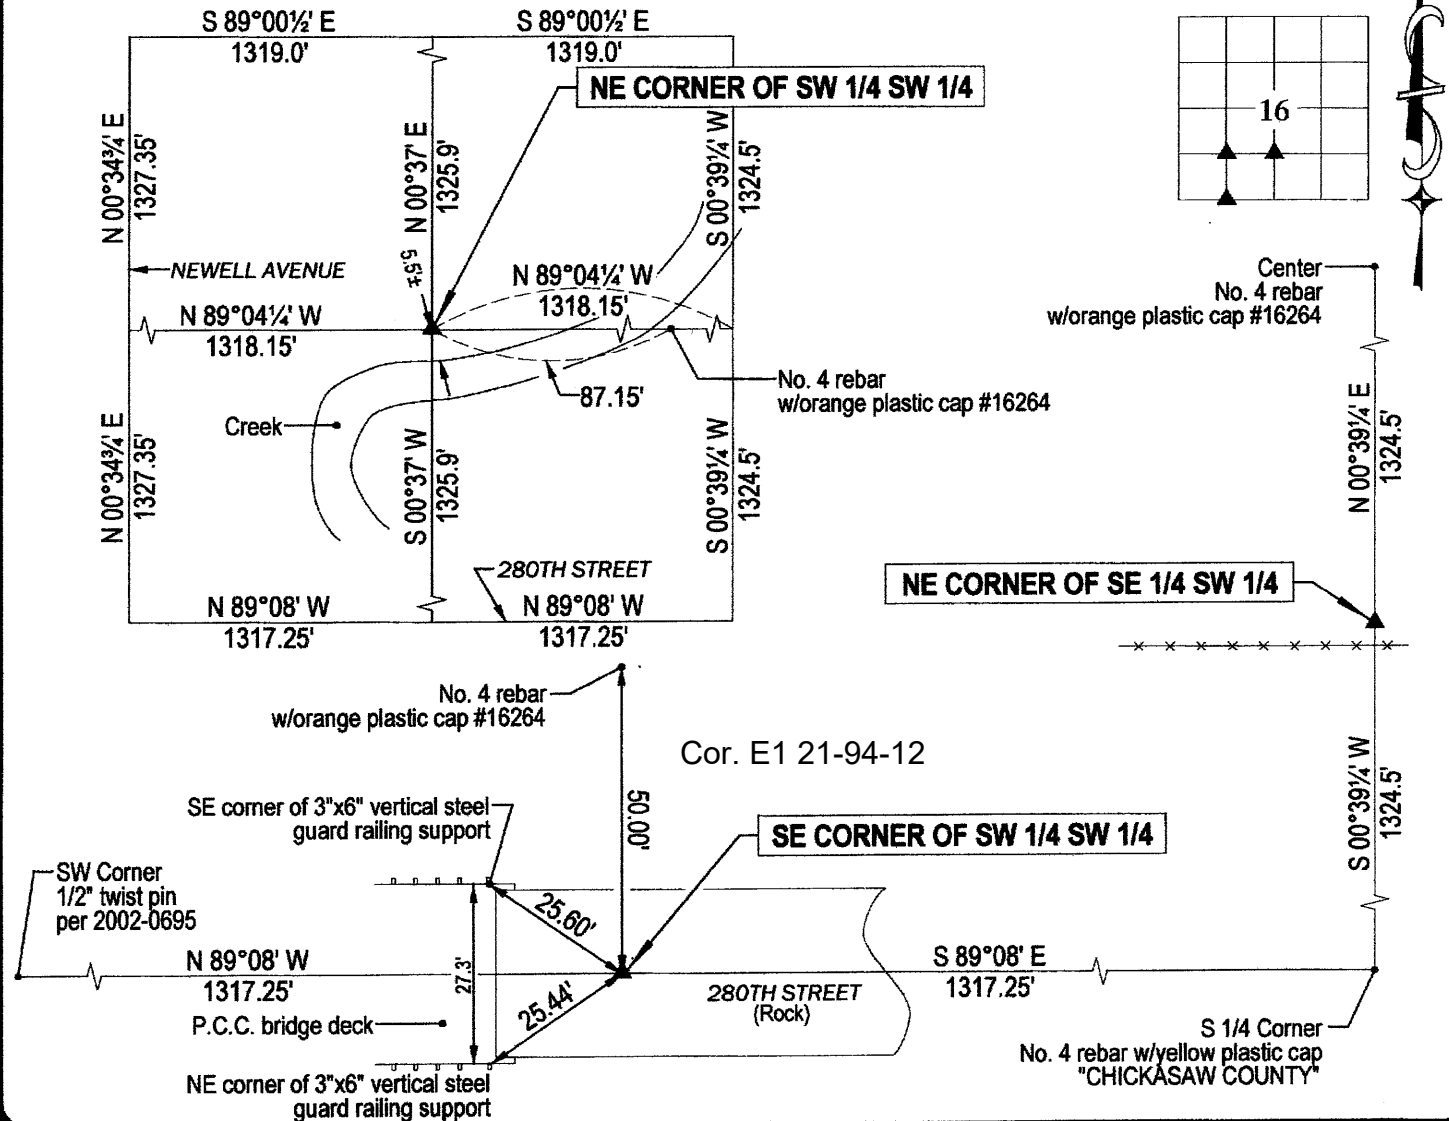 S 89°00½' E
1319.0'
S 89°00½' E
1319.0'
NE CORNER OF SW 1/4 SW 1/4
16
N 00°34¾' E
1327.35'
N 00°37' E
1325.9'
S 00°39¼' W
1324.5'
NEWELL AVENUE
5.5'±
N 89°04¼' W
1318.15'
N 89°04¼' W
1318.15'
Center
No. 4 rebar
w/orange plastic cap #16264
No. 4 rebar
w/orange plastic cap #16264
87.15'
Creek
N 00°34¾' E
1327.35'
S 00°37' W
1325.9'
S 00°39¼' W
1324.5'
N 00°39¼' E
1324.5'
280TH STREET
N 89°08' W
1317.25'
N 89°08' W
1317.25'
NE CORNER OF SE 1/4 SW 1/4
No. 4 rebar
w/orange plastic cap #16264
Cor. E1 21-94-12
50.00'
S 00°39¼' W
1324.5'
SE corner of 3"x6" vertical steel
guard railing support
SE CORNER OF SW 1/4 SW 1/4
SW Corner
1/2" twist pin
per 2002-0695
25.60'
N 89°08' W
1317.25'
27.3'
25.44'
280TH STREET
(Rock)
S 89°08' E
1317.25'
P.C.C. bridge deck
S 1/4 Corner
No. 4 rebar w/yellow plastic cap
"CHICKASAW COUNTY"
NE corner of 3"x6" vertical steel
guard railing support